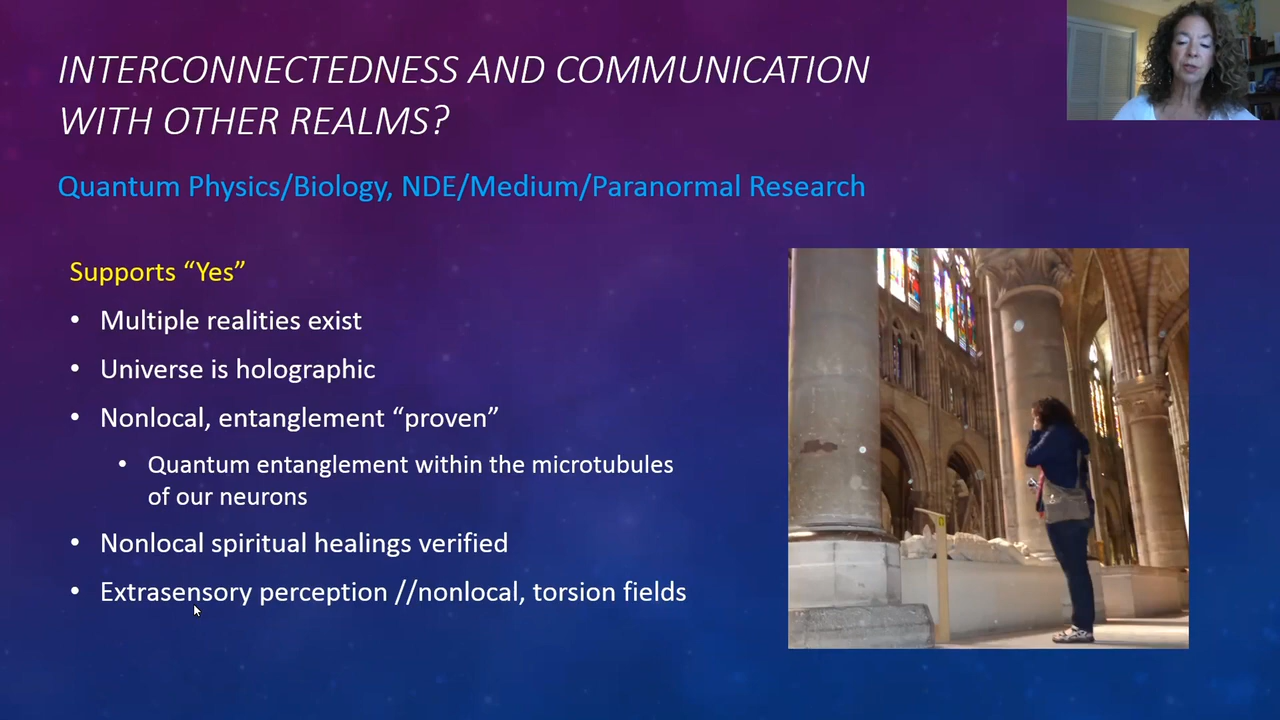 INTERCONNECTEDNESS AND COMMUNICATION
WITH OTHER REALMS?
Quantum Physics/Biology, NDE/Medium/Paranormal Research
Supports “Yes”
• Multiple realities exist
• Universe is holographic
• Nonlocal, entanglement “proven”
• Quantum entanglement within the microtubules
of our neurons
• Nonlocal spiritual healings verified
• Extrasensory perception //nonlocal, torsion fields